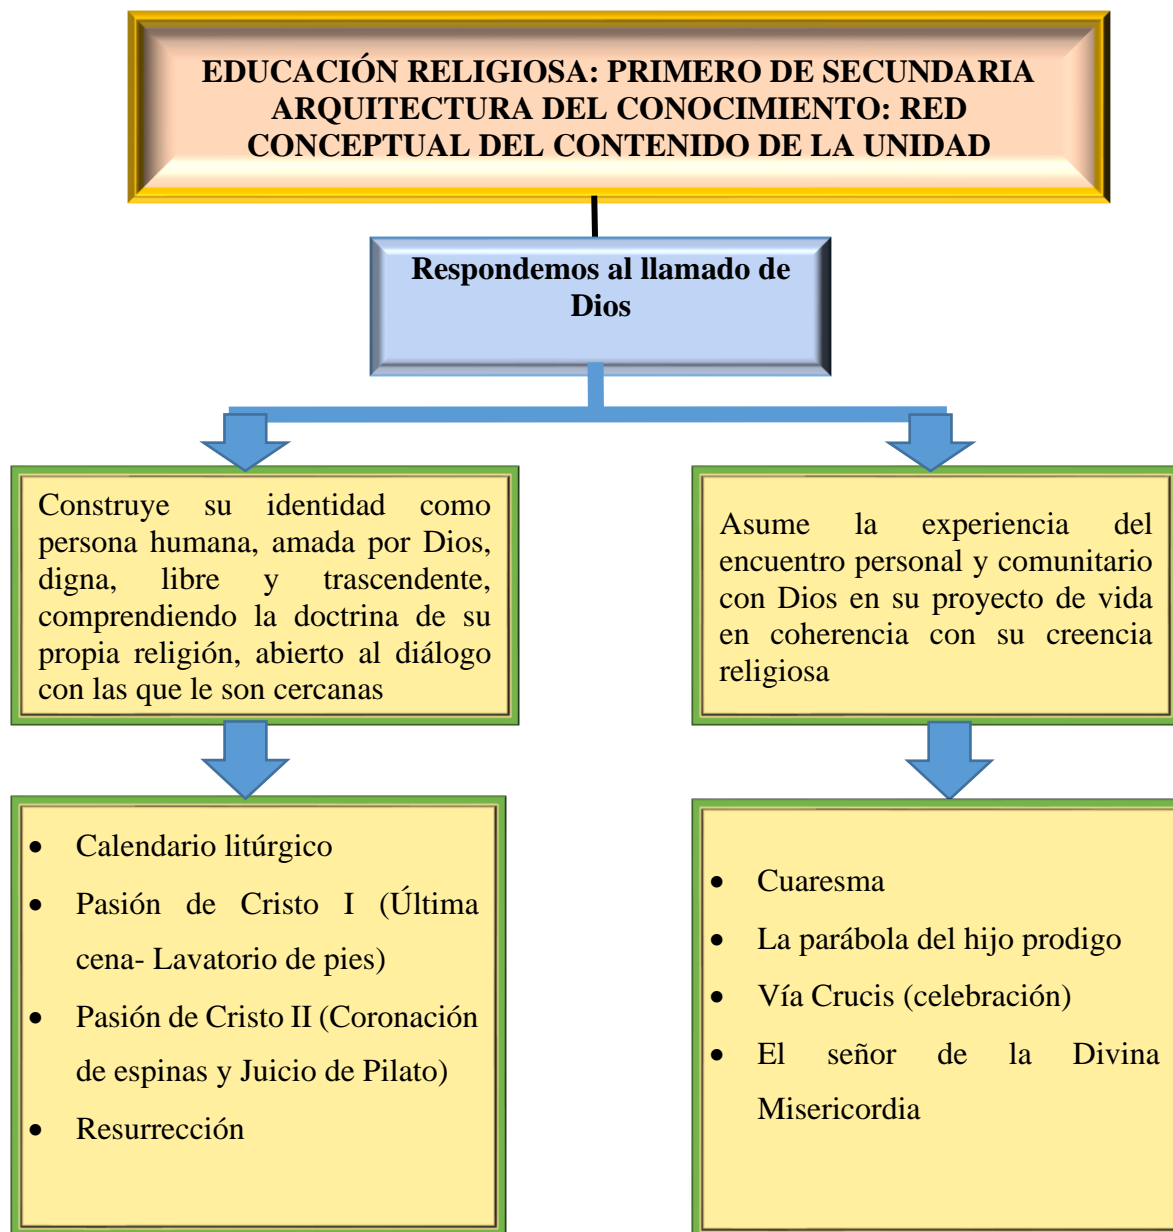 EDUCACIÓN RELIGIOSA: PRIMERO DE SECUNDARIA
ARQUITECTURA DEL CONOCIMIENTO: RED
CONCEPTUAL DEL CONTENIDO DE LA UNIDAD
Respondemos al llamado de
Dios
Construye su identidad como
persona humana, amada por Dios,
digna, libre y trascendente,
comprendiendo la doctrina de su
propia religión, abierto al diálogo
con las que le son cercanas
Asume la experiencia del
encuentro personal y comunitario
con Dios en su proyecto de vida
en coherencia con su creencia
religiosa
• Calendario litúrgico
• Pasión de Cristo I (Última
cena- Lavatorio de pies)
• Pasión de Cristo II (Coronación
de espinas y Juicio de Pilato)
• Resurrección
• Cuaresma
• La parábola del hijo prodigo
• Vía Crucis (celebración)
• El señor de la Divina
Misericordia